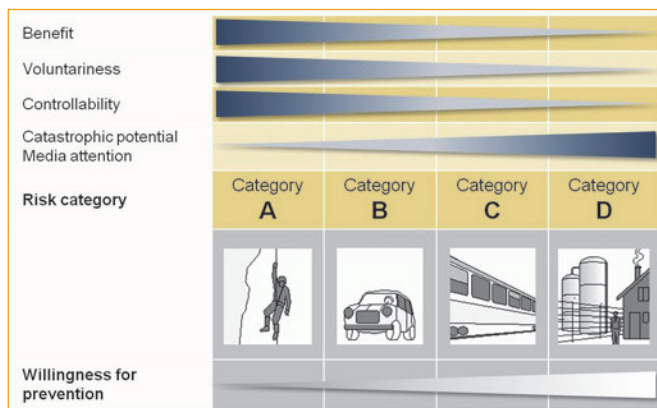 Benefit
Voluntariness
Controllability
Catastrophic potential
Media attention
Risk category
Category
A
Category
B
Category
C
Category
D
Willingness for
prevention